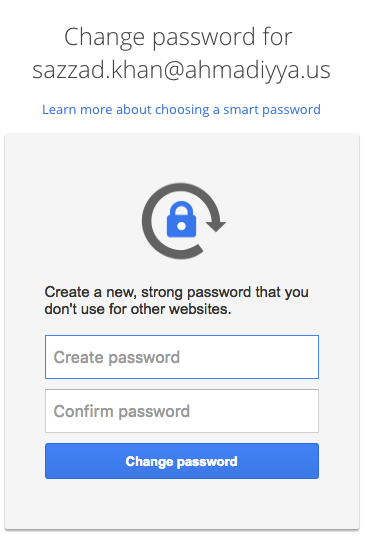 Change password for
sazzad.khan@ahmadiyya.us
Learn more about choosing a smart password
Create a new, strong password that you
don't use for other websites.
Create password
Confirm password
Change password